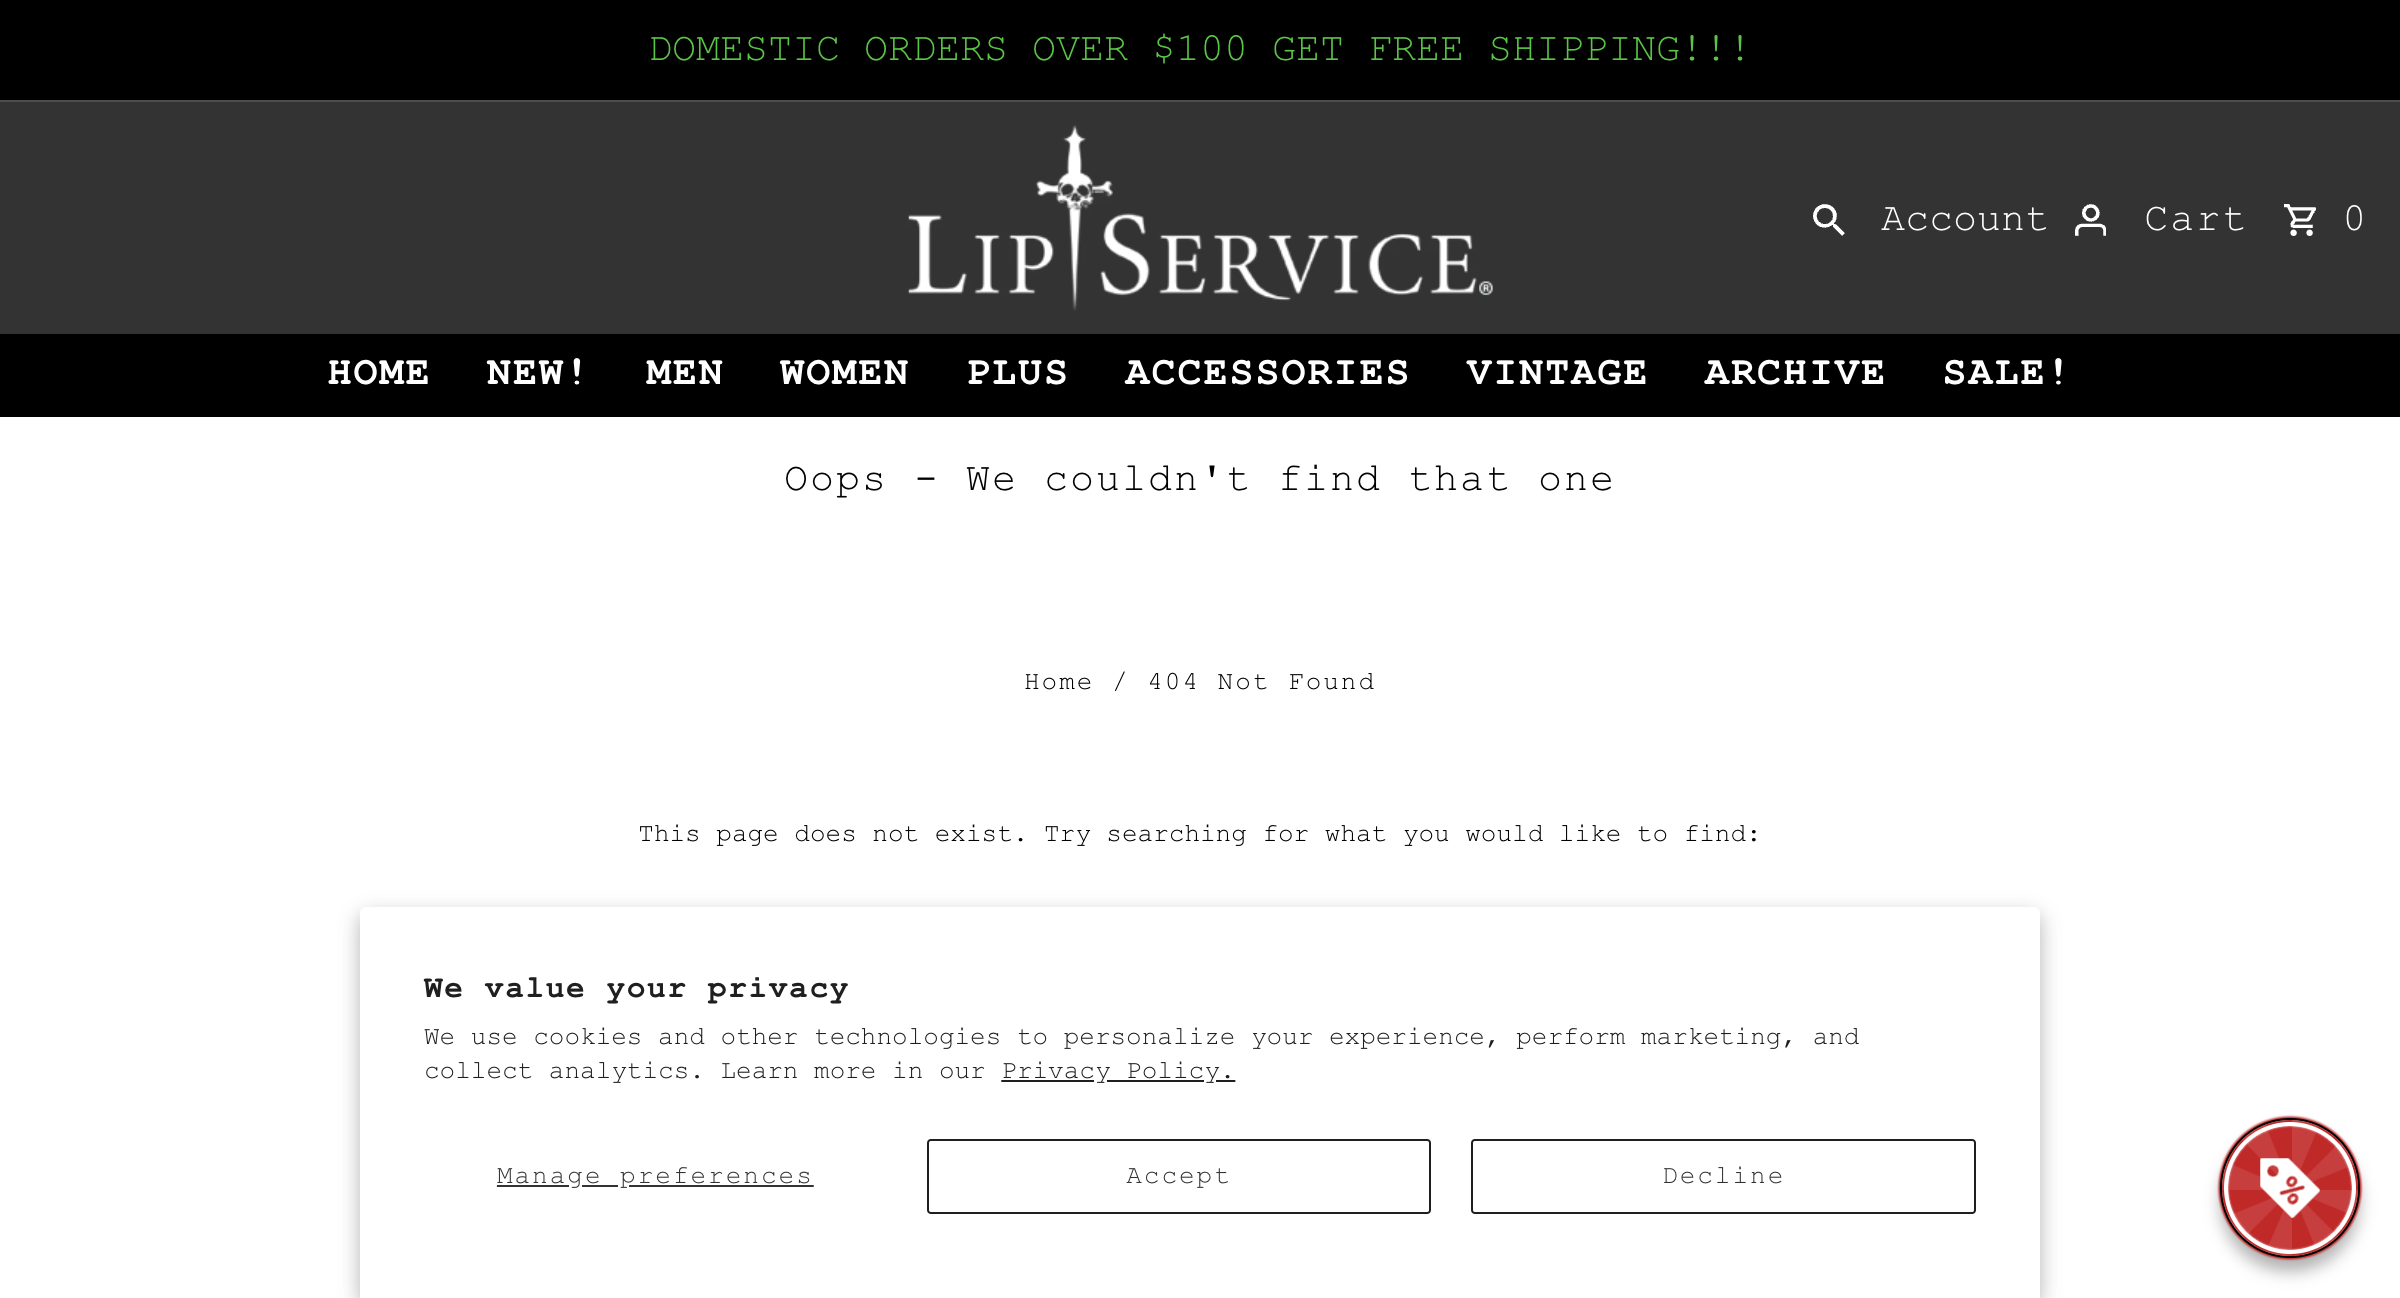 DOMESTIC ORDERS OVER $100 GET FREE SHIPPING!!!
LIP SERVICE®
Account Cart 0
HOME NEW! MEN WOMEN PLUS ACCESSORIES VINTAGE ARCHIVE SALE!
Oops - We couldn't find that one
Home / 404 Not Found
This page does not exist. Try searching for what you would like to find:
We value your privacy
We use cookies and other technologies to personalize your experience, perform marketing, and
collect analytics. Learn more in our Privacy Policy.
Manage preferences Accept Decline
%